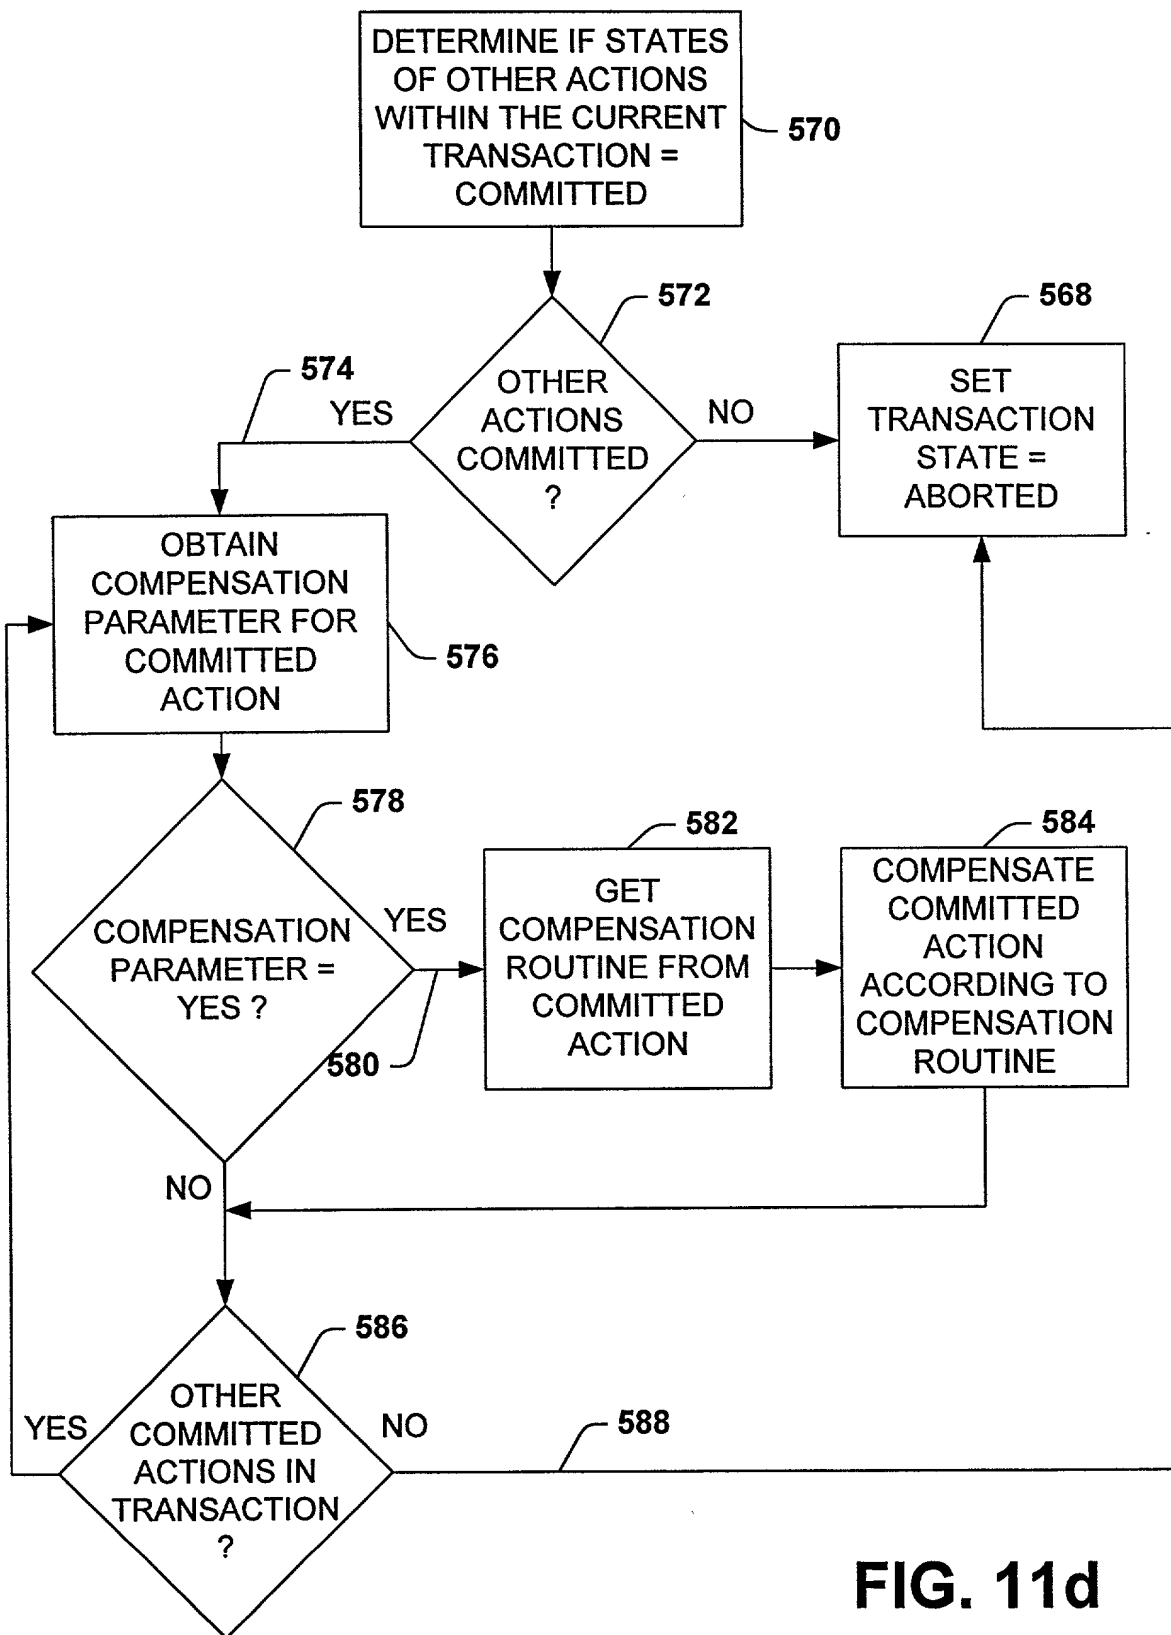 DETERMINE IF STATES
OF OTHER ACTIONS
WITHIN THE CURRENT
TRANSACTION =
COMMITTED
570
572
568
574
YES
OTHER
ACTIONS
COMMITTED
?
NO
SET
TRANSACTION
STATE =
ABORTED
OBTAIN
COMPENSATION
PARAMETER FOR
COMMITTED
ACTION
576
578
COMPENSATION
PARAMETER =
YES ?
YES
580
582
GET
COMPENSATION
ROUTINE FROM
COMMITTED
ACTION
584
COMPENSATE
COMMITTED
ACTION
ACCORDING TO
COMPENSATION
ROUTINE
NO
586
YES
OTHER
COMMITTED
ACTIONS IN
TRANSACTION
?
NO
588
FIG. 11d